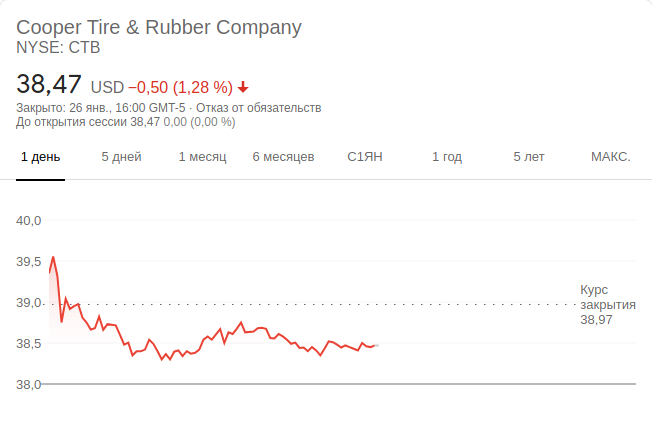 Cooper Tire & Rubber Company
NYSE: CTB
38,47 USD −0,50 (1,28 %)
Закрыто: 26 янв., 16:00 GMT-5 · Отказ от обязательств
До открытия сессии 38,47 0,00 (0,00 %)
1 день 5 дней 1 месяц 6 месяцев С1ЯН 1 год 5 лет МАКС.
40,0
39,5
39,0
38,5
38,0
Курс
закрытия
38,97